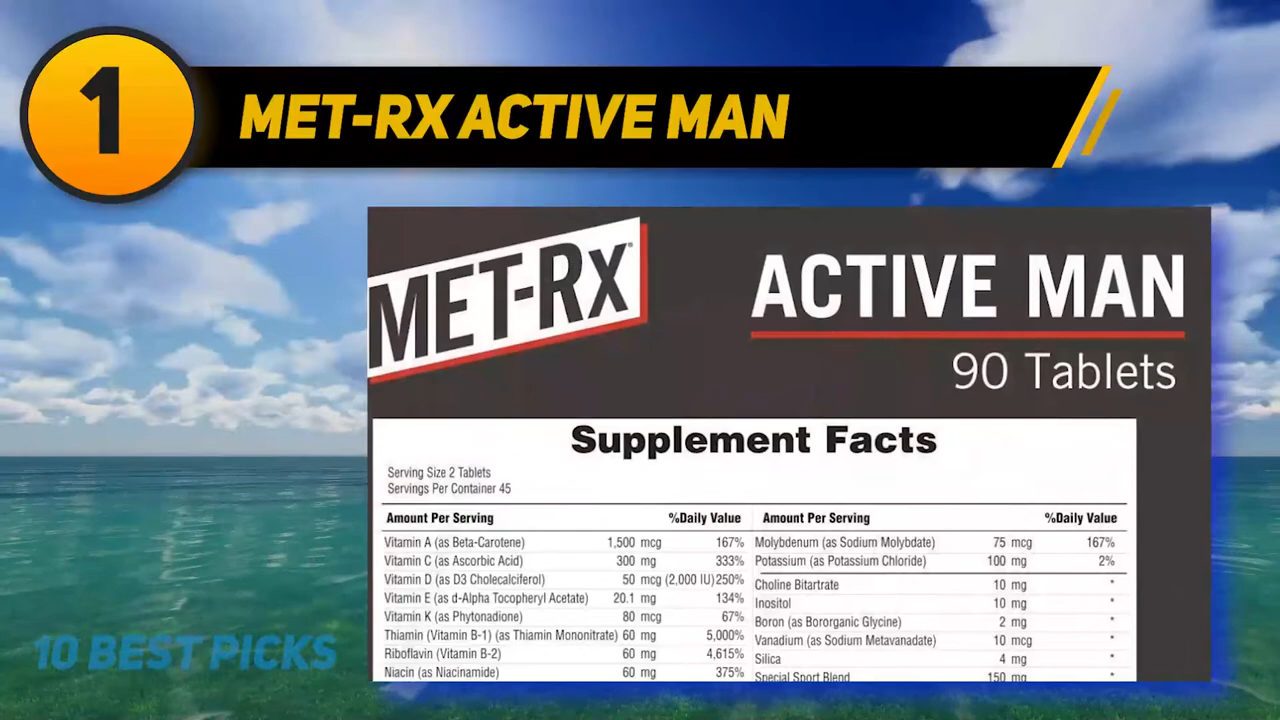 1
MET-RX ACTIVE MAN
MET-Rx®
ACTIVE MAN
90 Tablets
Supplement Facts
Serving Size 2 Tablets
Servings Per Container 45
Amount Per Serving %Daily Value
Vitamin A (as Beta-Carotene) 1,500 mcg 167%
Vitamin C (as Ascorbic Acid) 300 mg 333%
Vitamin D (as D3 Cholecalciferol) 50 mcg (2,000 IU) 250%
Vitamin E (as d-Alpha Tocopheryl Acetate) 20.1 mg 134%
Vitamin K (as Phytonadione) 80 mcg 67%
Thiamin (Vitamin B-1) (as Thiamin Mononitrate) 60 mg 5,000%
Riboflavin (Vitamin B-2) 60 mg 4,615%
Niacin (as Niacinamide) 60 mg 375%
Amount Per Serving %Daily Value
Molybdenum (as Sodium Molybdate) 75 mcg 167%
Potassium (as Potassium Chloride) 100 mg 2%
Choline Bitartrate 10 mg *
Inositol 10 mg *
Boron (as Bororganic Glycine) 2 mg *
Vanadium (as Sodium Metavanadate) 10 mcg *
Silica 4 mg *
Special Sport Blend 150 mg *
10 BEST PICKS